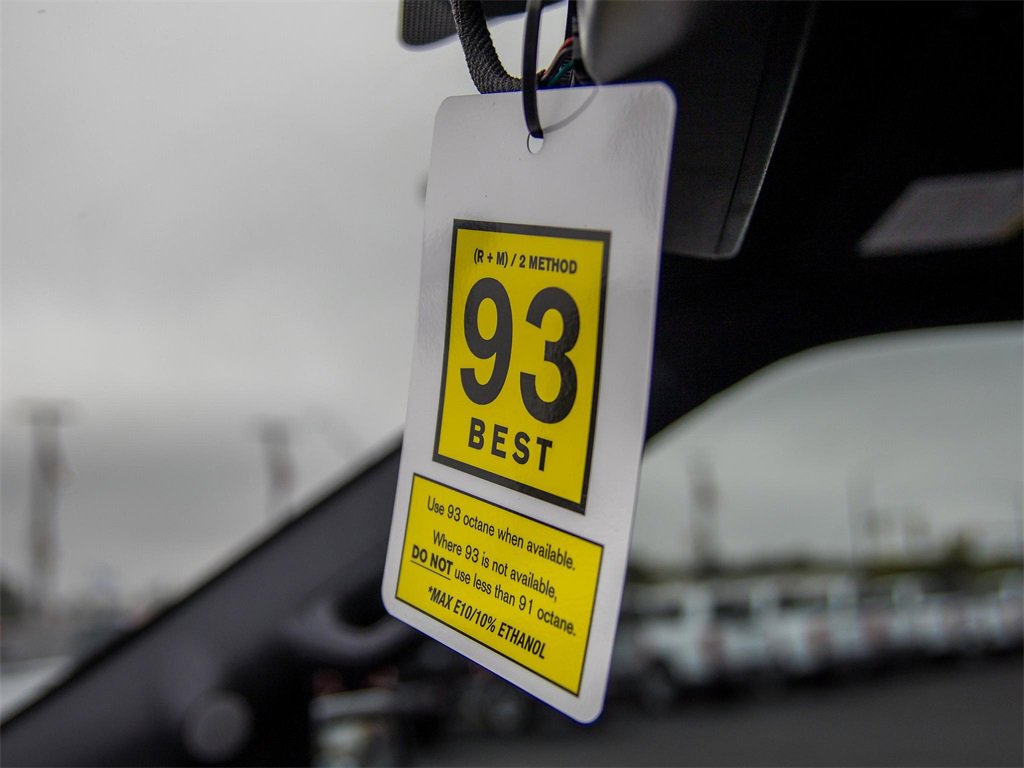 (R + M) / 2 METHOD
93
BEST
Use 93 octane when available.
Where 93 is not available,
DO NOT use less than 91 octane.
*MAX E10/10% ETHANOL